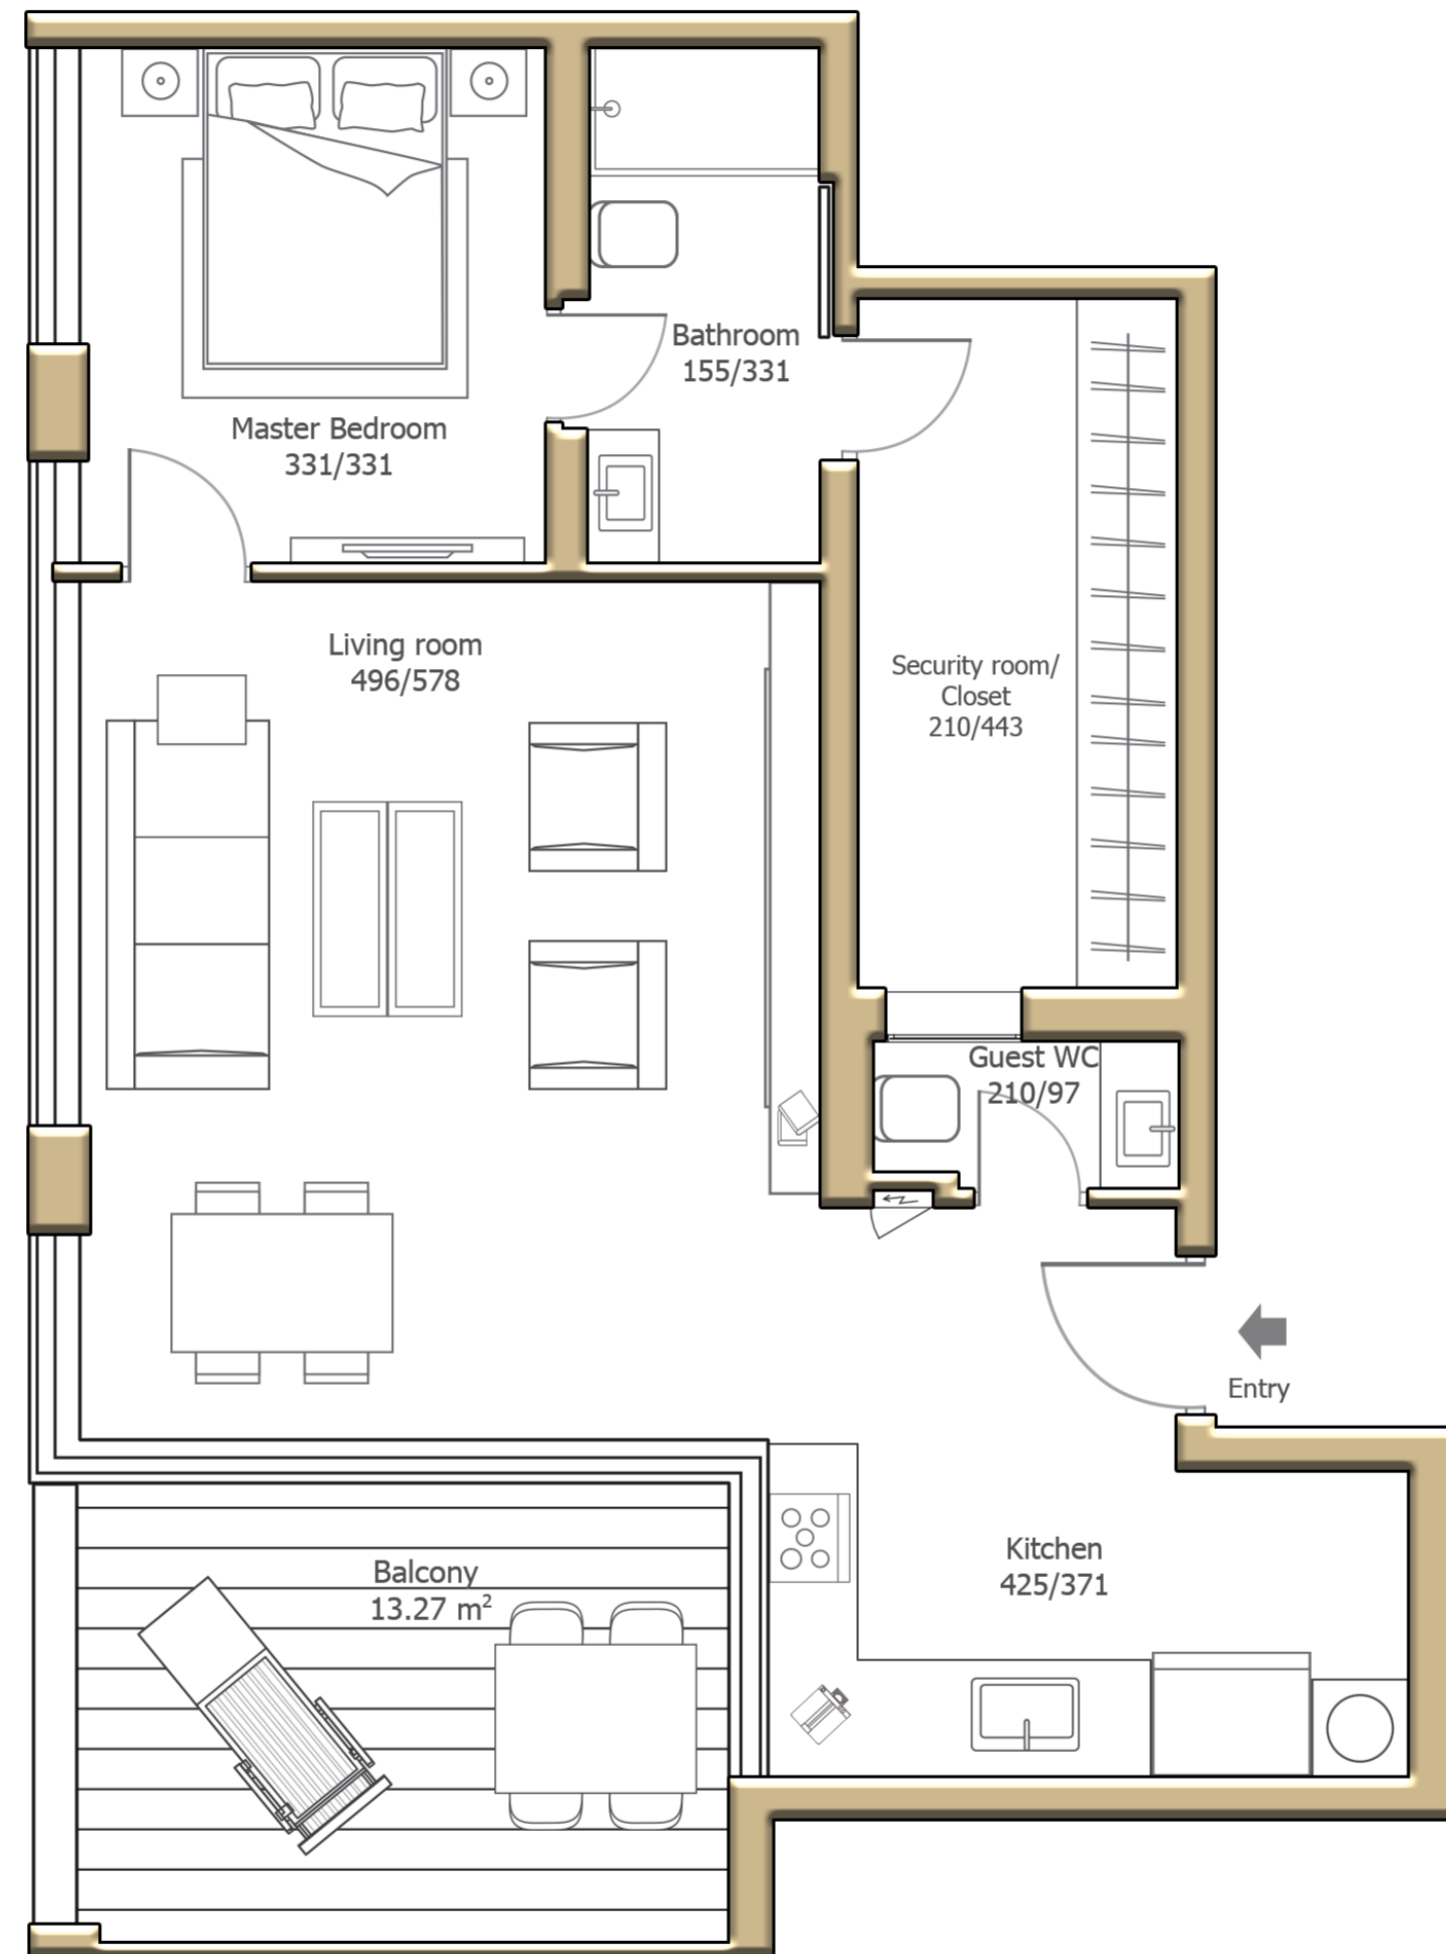 Bathroom
155/331
Master Bedroom
331/331
Living room
496/578
Security room/
Closet
210/443
Guest WC
210/97
Entry
Kitchen
425/371
Balcony
13.27 m²